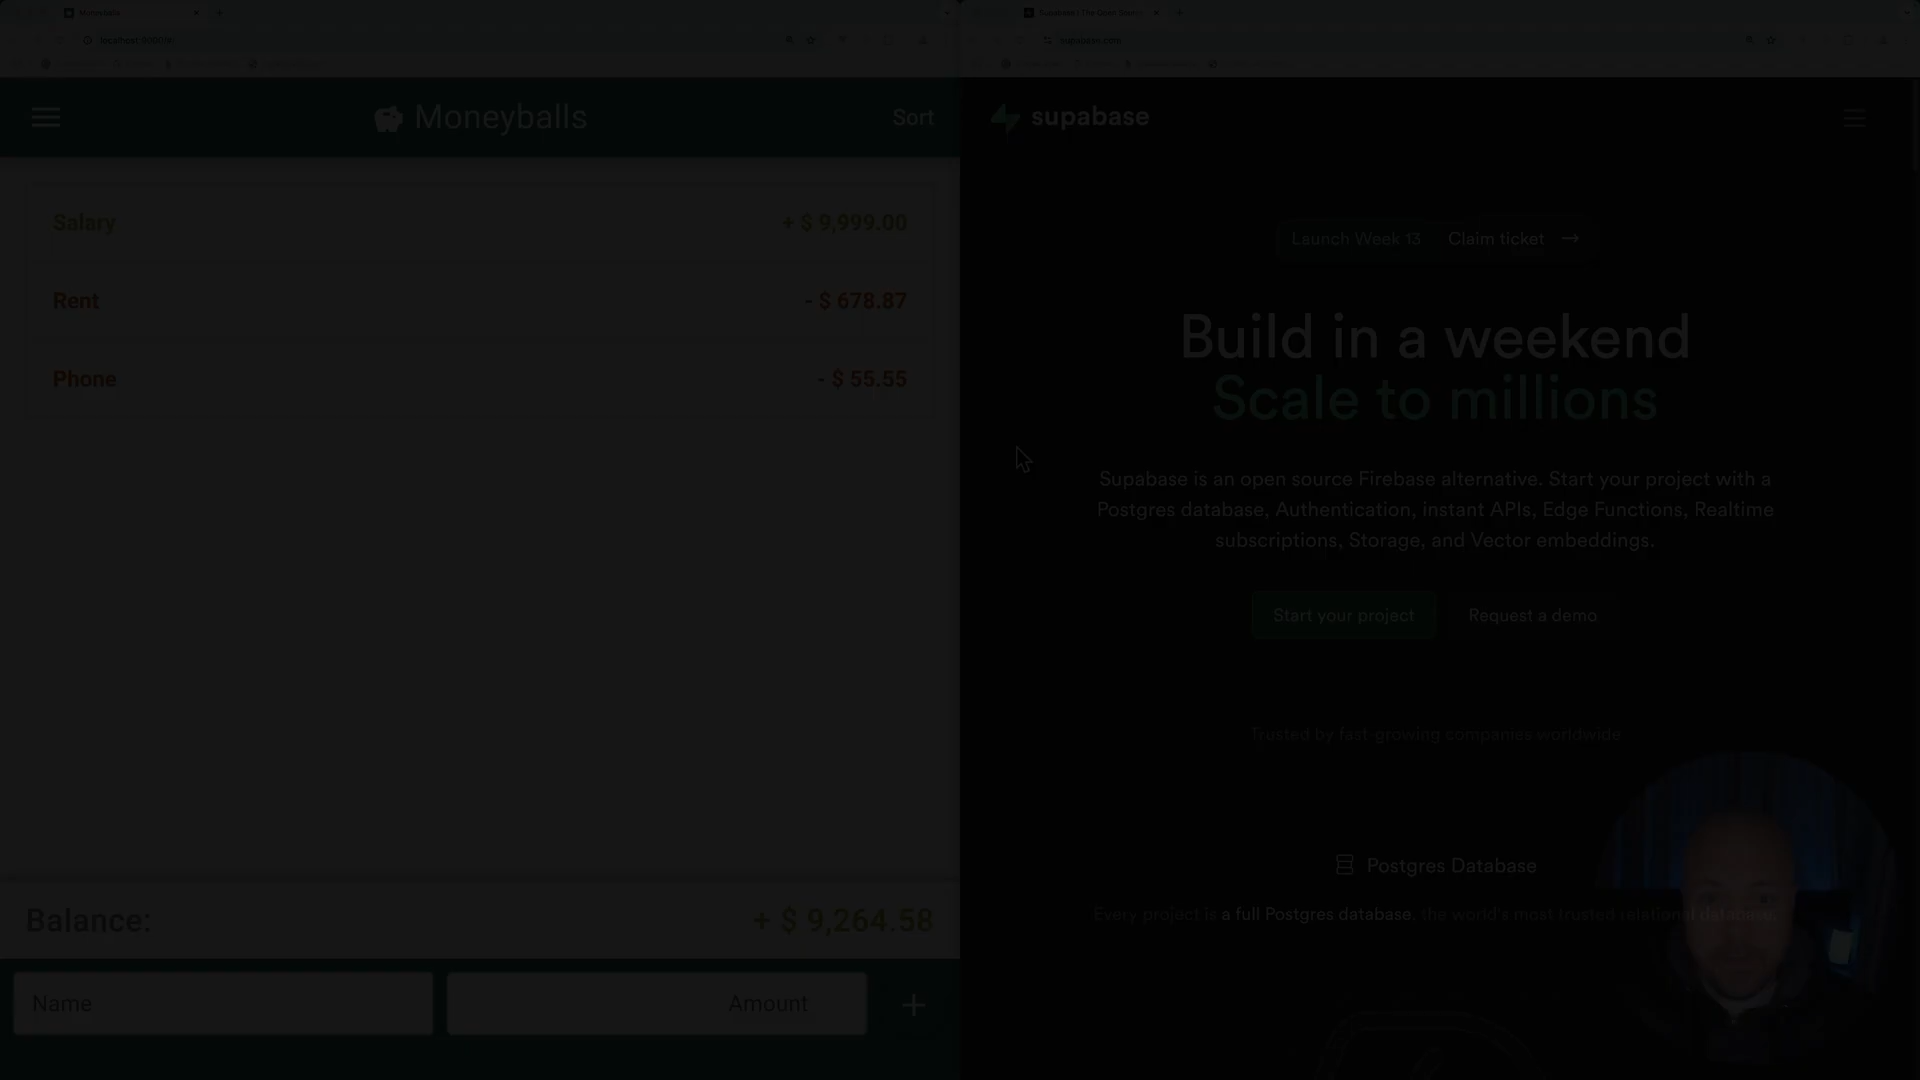 Moneyballs
supabase.com
Moneyballs
Sort
Salary
+ $ 9,999.00
Rent
- $ 678.87
Phone
- $ 55.55
Balance:
+ $ 9,264.58
Name
Amount
supabase
Launch Week 13 Claim ticket →
Build in a weekend
Scale to millions
Supabase is an open source Firebase alternative. Start your project with a
Postgres database, Authentication, instant APIs, Edge Functions, Realtime
subscriptions, Storage, and Vector embeddings.
Start your project
Request a demo
Trusted by fast-growing companies worldwide
Postgres Database
Every project is a full Postgres database, the world's most trusted relational database.